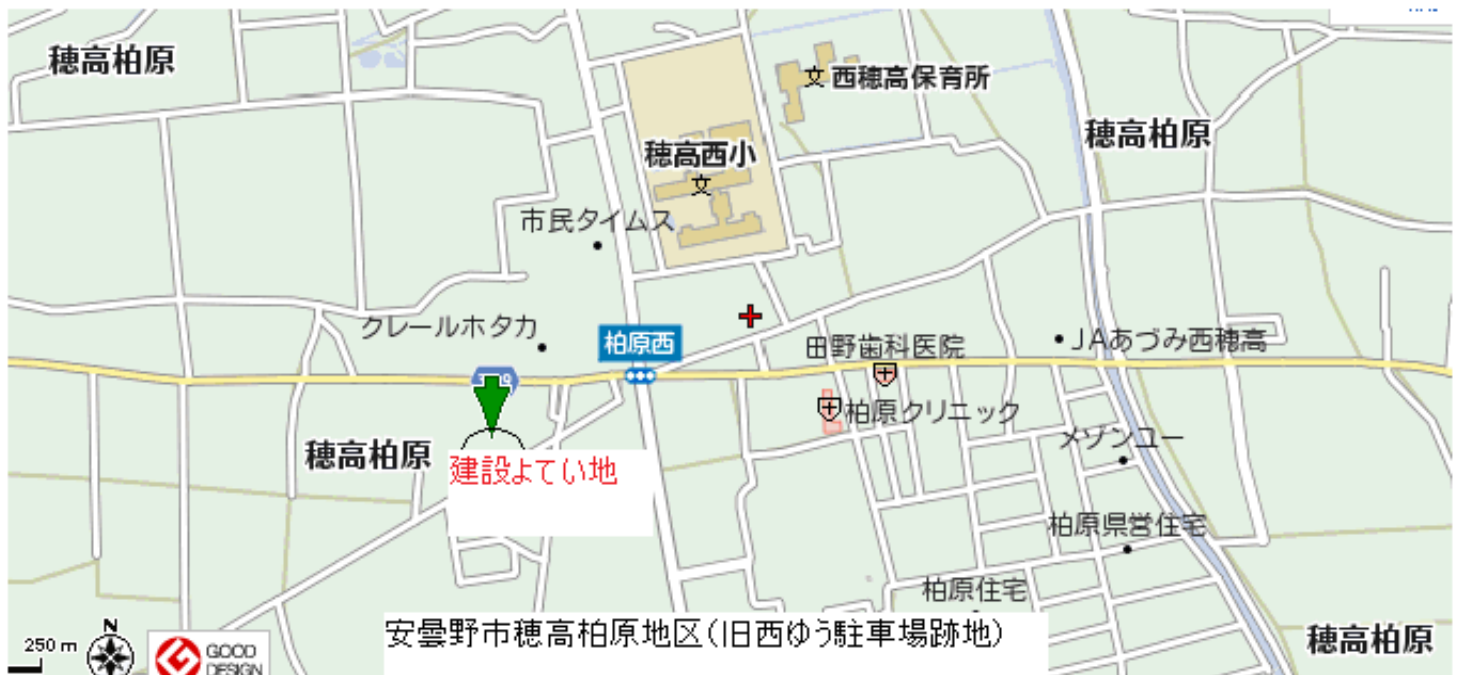 穂高柏原
西穂高保育所
穂高柏原
穂高西小
市民タイムス
クレールホタカ
柏原西
田野歯科医院
JAあづみ西穂高
柏原クリニック
穂高柏原
メゾンユー
建設よてい地
柏原県営住宅
柏原住宅
安曇野市穂高柏原地区(旧西ゆう駐車場跡地)
穂高柏原
N
250 m
GOOD
DESIGN